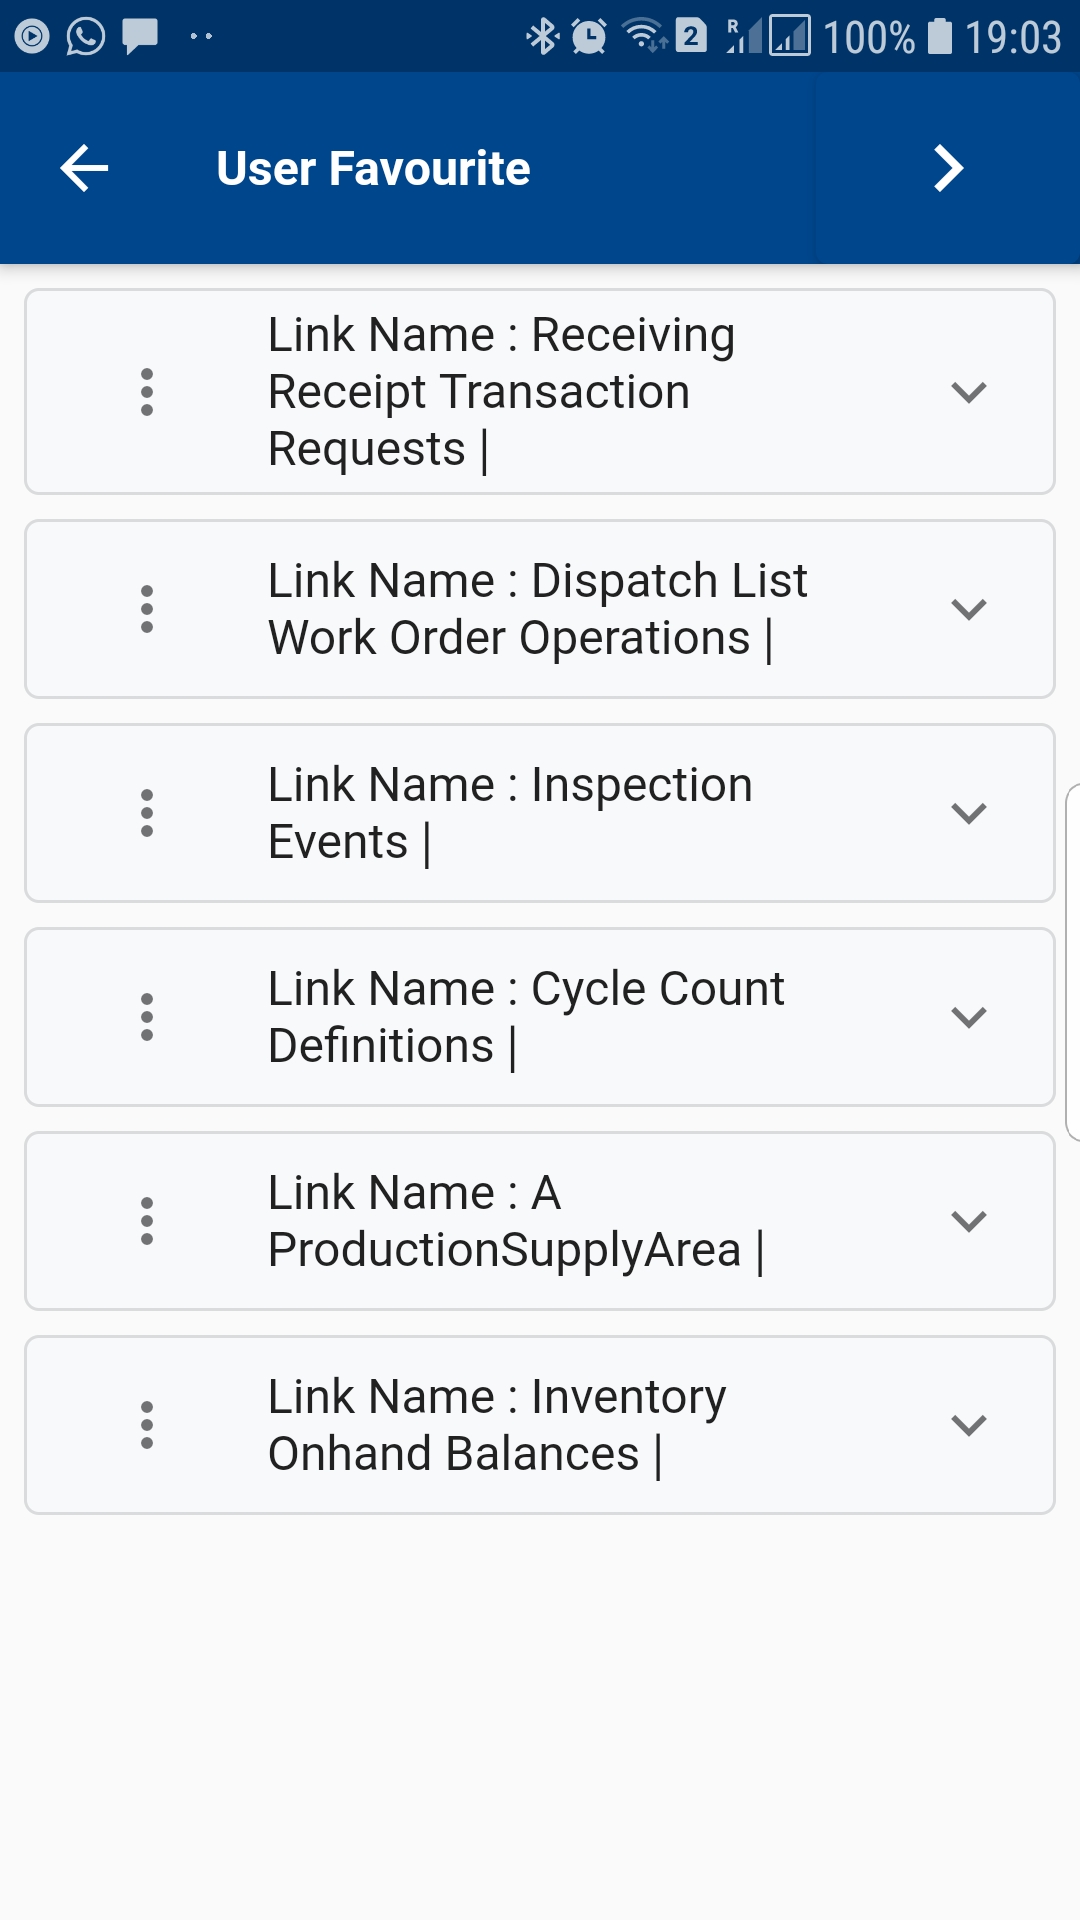 2 R 100% 19:03
User Favourite
Link Name : Receiving
Receipt Transaction
Requests |
Link Name : Dispatch List
Work Order Operations |
Link Name : Inspection
Events |
Link Name : Cycle Count
Definitions |
Link Name : A
ProductionSupplyArea |
Link Name : Inventory
Onhand Balances |